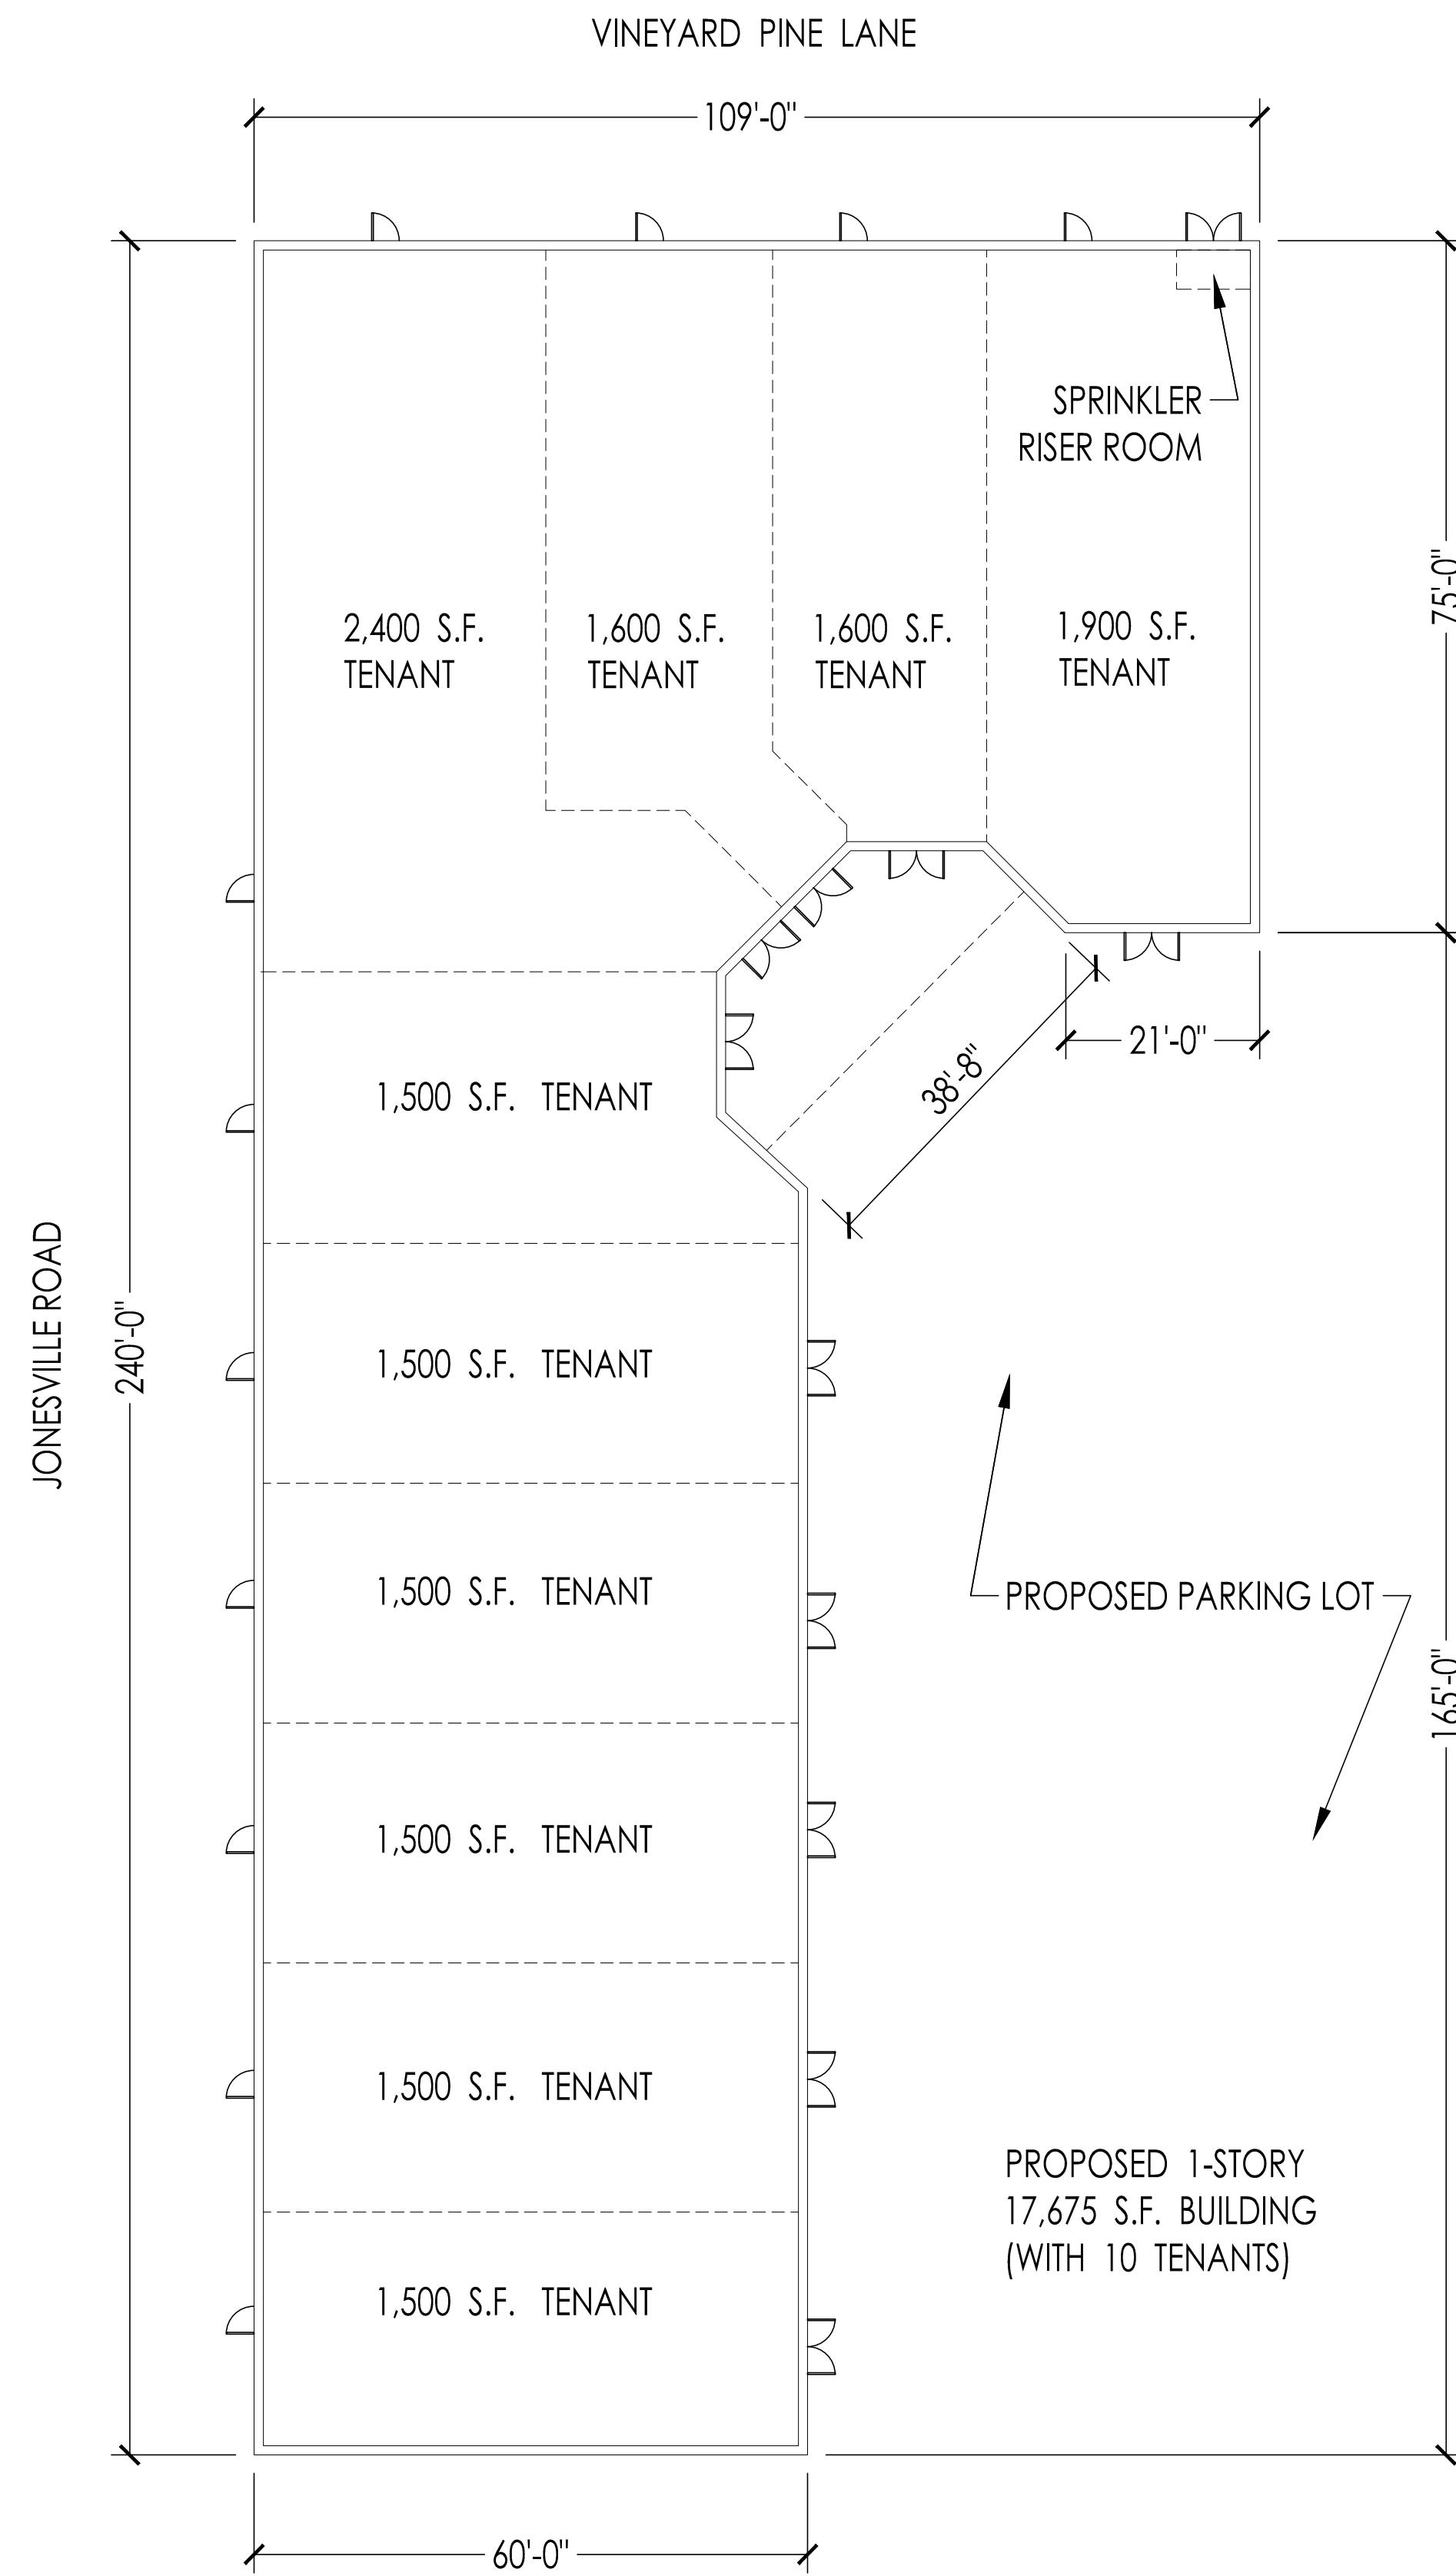 VINEYARD PINE LANE
109'-0"
SPRINKLER
RISER ROOM
75'-0"
2,400 S.F.
TENANT
1,600 S.F.
TENANT
1,600 S.F.
TENANT
1,900 S.F.
TENANT
21'-0"
38'-8"
1,500 S.F. TENANT
JONESVILLE ROAD
240'-0"
1,500 S.F. TENANT
1,500 S.F. TENANT
PROPOSED PARKING LOT
165'-0"
1,500 S.F. TENANT
1,500 S.F. TENANT
PROPOSED 1-STORY
17,675 S.F. BUILDING
(WITH 10 TENANTS)
1,500 S.F. TENANT
60'-0"